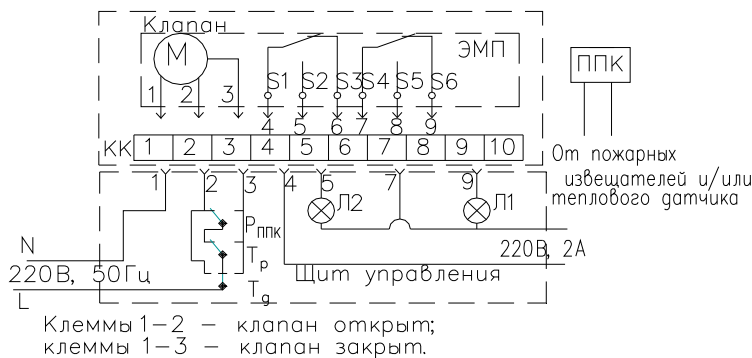 Клапан
ЭМП
М
S1 S2 S3 S4 S5 S6
ППК
1 2 3
4 5 6 7 8 9
КК 1 2 3 4 5 6 7 8 9 10
От пожарных
извещателей и/или
теплового датчика
1 2 3 4 5 7 9
Л2 Л1
Рппк
N
Тр
220В, 2А
220В, 50Гц
Щит управления
Тд
L
Клеммы 1-2 - клапан открыт;
клеммы 1-3 - клапан закрыт.